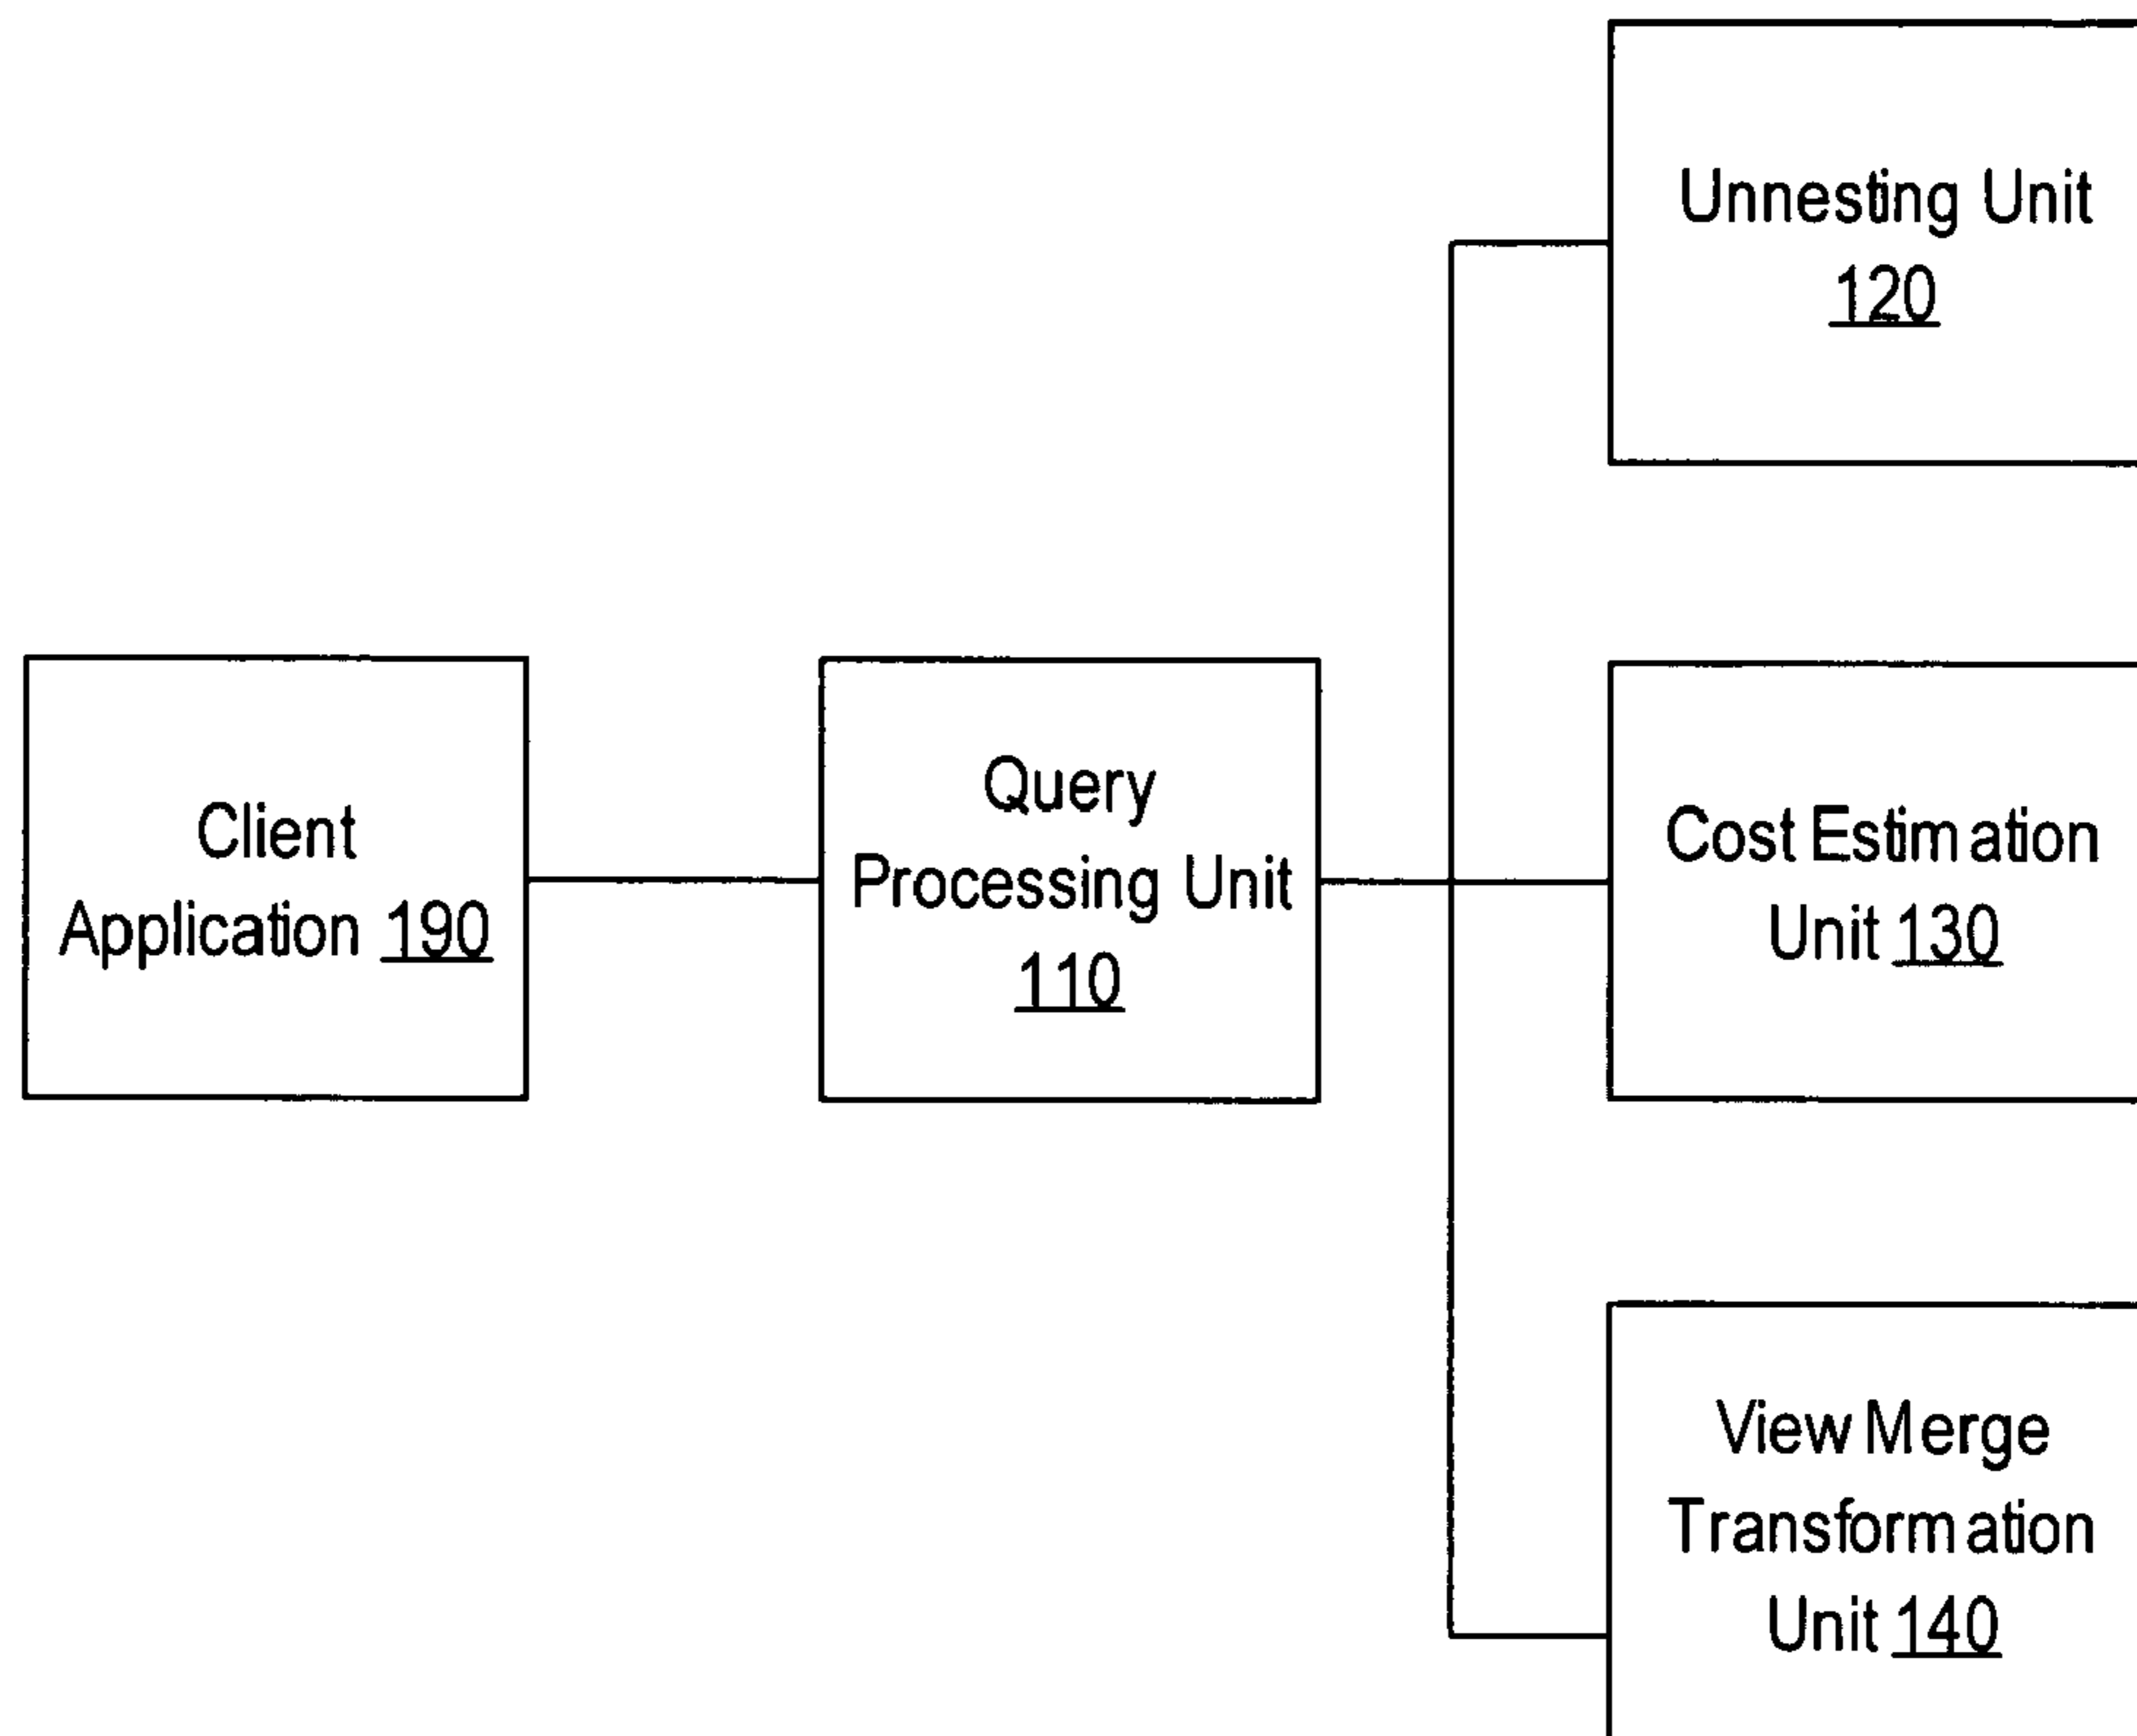 Unnesting Unit
120
Client
Application 190
Query
Processing Unit
110
Cost Estimation
Unit 130
View Merge
Transformation
Unit 140